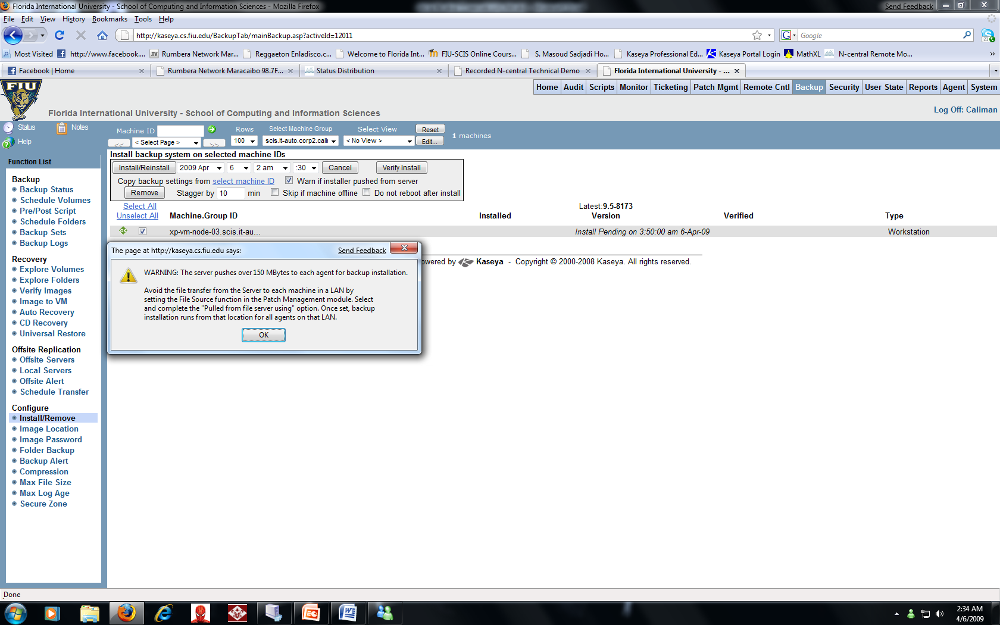 Florida International University - School of Computing and Information Sciences - Mozilla Firefox
Send Feedback
File Edit View History Bookmarks Tools Help
http://kaseya.cs.fiu.edu/BackupTab/mainBackup.asp?activeId=12011
G Google
Most Visited http://www.facebook.... Rumbera Network Mar... Reggaeton Enladisco.c... Welcome to Florida Int... FIU-SCIS Online Cours... S. Masoud Sadjadi Ho... Kaseya Professional Ed... Kaseya Portal Login MathXL N-central Remote Mo... »
Facebook | Home Rumbera Network Maracaibo 98.7F... Status Distribution Recorded N-central Technical Demo Florida International University - ...
FIU
Home Audit Scripts Monitor Ticketing Patch Mgmt Remote Cntl Backup Security User State Reports Agent System
Florida International University - School of Computing and Information Sciences
Log Off: Caliman
Status Notes
Help
Machine ID Rows Select Machine Group Select View Reset
<< < Select Page > >> 100 scis.it-auto.corp2.cali < No View > Edit...
1 machines
Function List
Backup
Backup Status
Schedule Volumes
Pre/Post Script
Schedule Folders
Backup Sets
Backup Logs
Recovery
Explore Volumes
Explore Folders
Verify Images
Image to VM
Auto Recovery
CD Recovery
Universal Restore
Offsite Replication
Offsite Servers
Local Servers
Offsite Alert
Schedule Transfer
Configure
Install/Remove
Image Location
Image Password
Folder Backup
Backup Alert
Compression
Max File Size
Max Log Age
Secure Zone
Install backup system on selected machine IDs
Install/Reinstall 2009 Apr 6 2 am :30 Cancel Verify Install
Copy backup settings from select machine ID Warn if installer pushed from server
Remove Stagger by 10 min Skip if machine offline Do not reboot after install
Select All
Unselect All
Machine.Group ID Installed Latest:9.5-8173
Version Verified Type
OK xp-vm-node-03.scis.it-au... Install Pending on 3:50:00 am 6-Apr-09 Workstation
owered by Kaseya - Copyright © 2000-2008 Kaseya. All rights reserved.
The page at http://kaseya.cs.fiu.edu says:
Send Feedback
WARNING: The server pushes over 150 MBytes to each agent for backup installation.
Avoid the file transfer from the Server to each machine in a LAN by
setting the File Source function in the Patch Management module. Select
and complete the "Pulled from file server using" option. Once set, backup
installation runs from that location for all agents on that LAN.
OK
Done
2:34 AM
4/6/2009